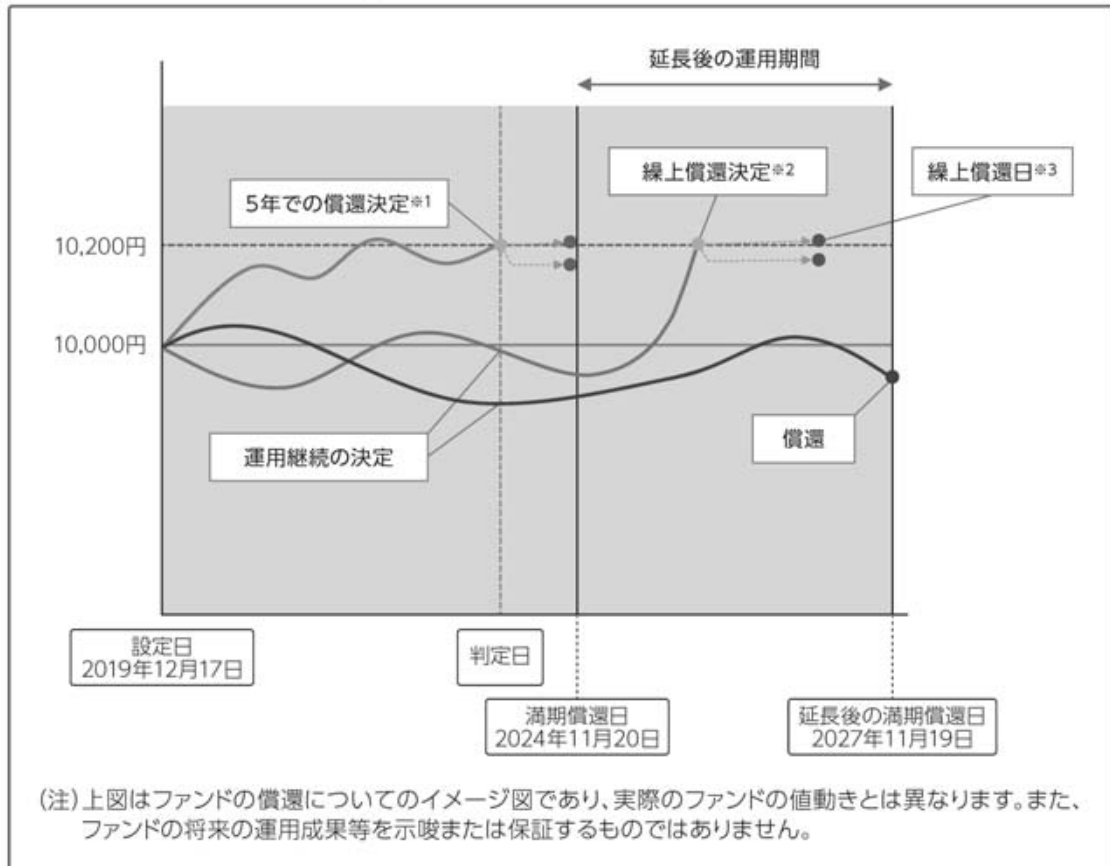 延長後の運用期間
繰上償還決定※2
繰上償還日※3
5年での償還決定※1
10,200円
10,000円
運用継続の決定
償還
設定日
2019年12月17日
判定日
満期償還日
2024年11月20日
延長後の満期償還日
2027年11月19日
(注)上図はファンドの償還についてのイメージ図であり、実際のファンドの値動きとは異なります。また、
ファンドの将来の運用成果等を示唆または保証するものではありません。